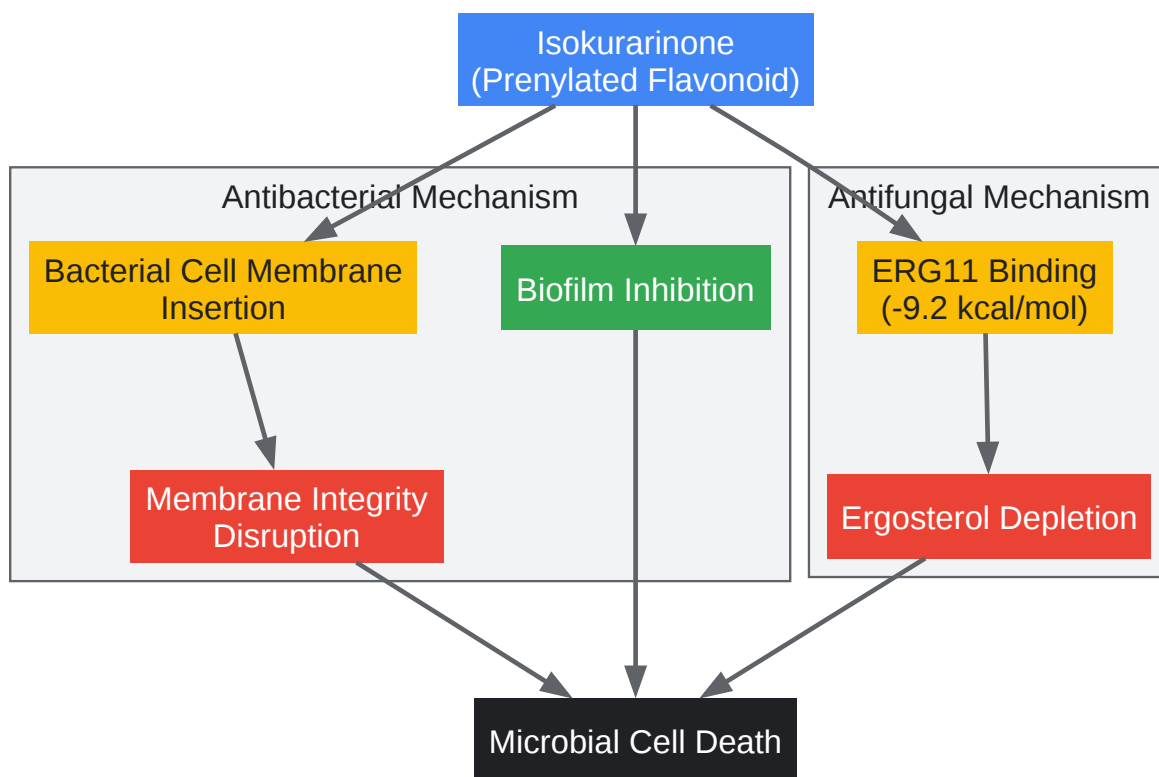 Isokurarinone
(Prenylated Flavonoid)
Antibacterial Mechanism
Antifungal Mechanism
Bacterial Cell Membrane
Insertion
Biofilm Inhibition
ERG11 Binding
(-9.2 kcal/mol)
Membrane Integrity
Disruption
Ergosterol Depletion
Microbial Cell Death